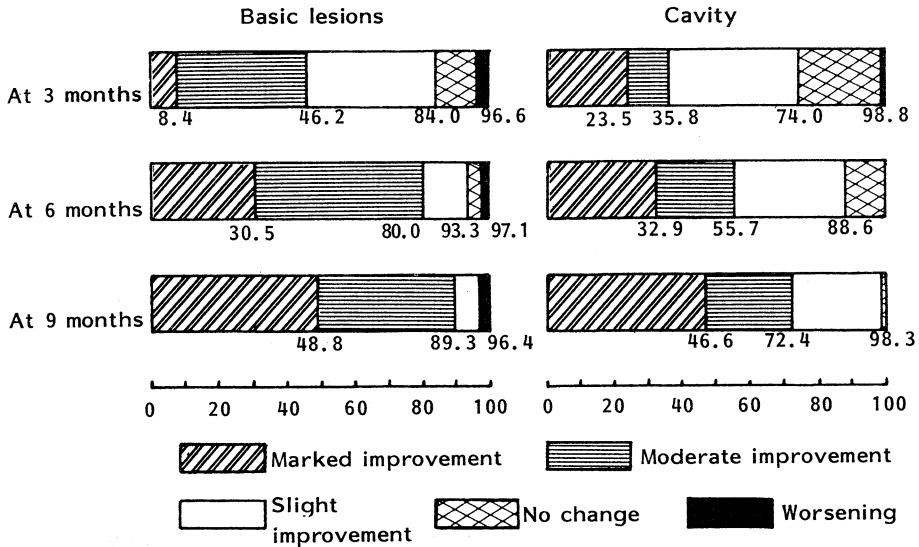 Basic lesions Cavity
At 3 months
8.4 46.2 84.0 96.6 23.5 35.8 74.0 98.8
At 6 months
30.5 80.0 93.3 97.1 32.9 55.7 88.6
At 9 months
48.8 89.3 96.4 46.6 72.4 98.3
0 20 40 60 80 100 0 20 40 60 80 100
Marked improvement Moderate improvement
Slight improvement No change Worsening